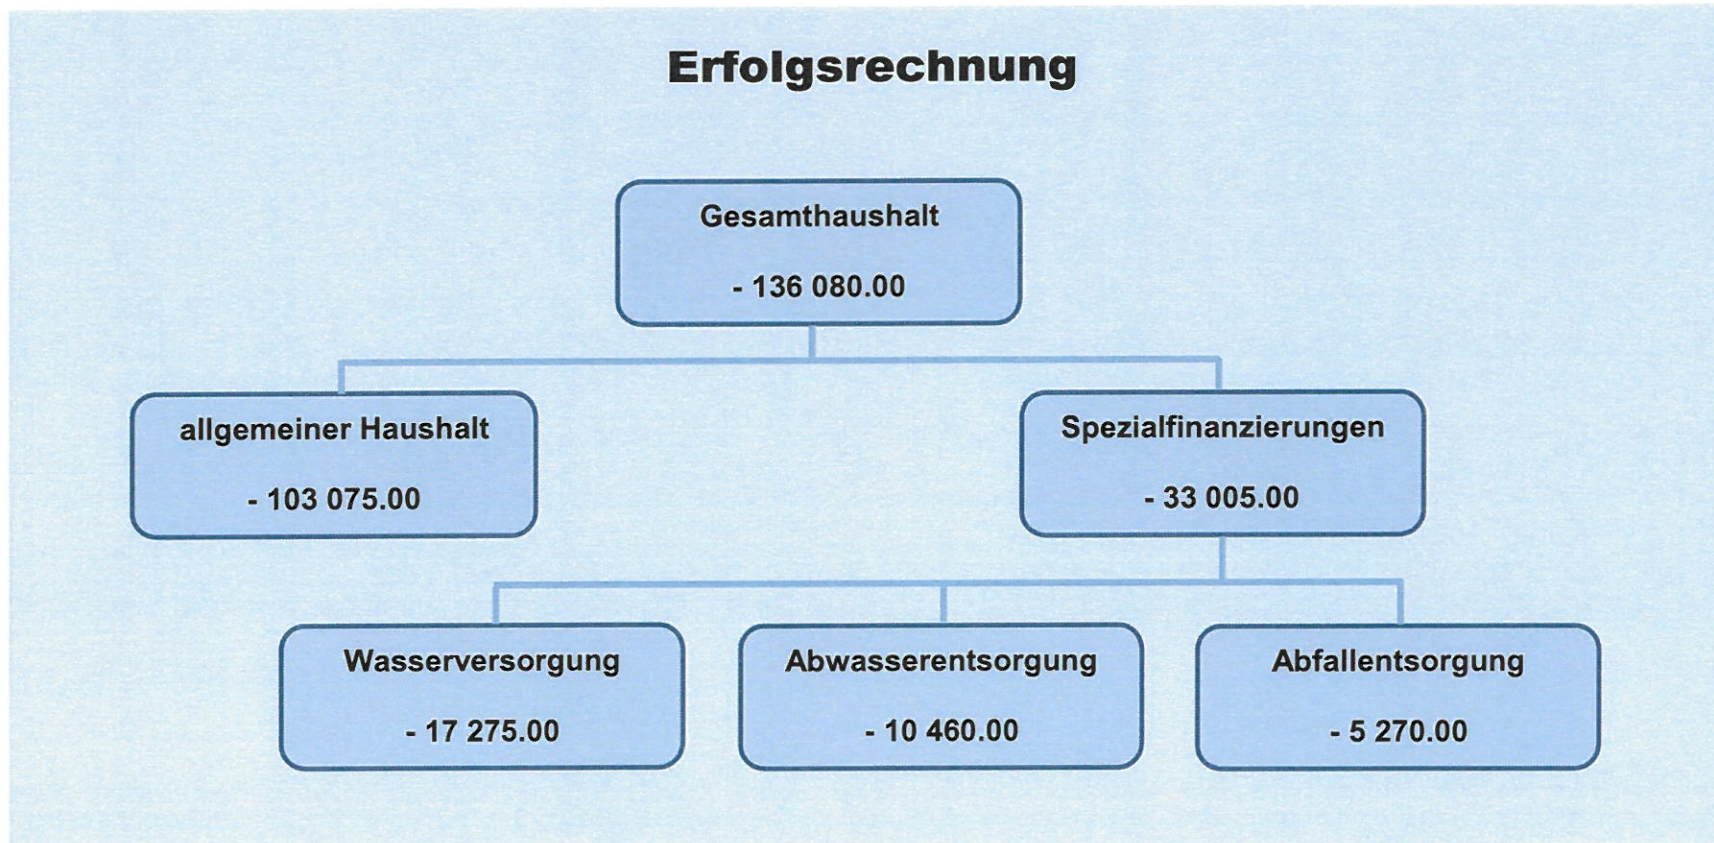 Erfolgsrechnung
Gesamthaushalt
- 136 080.00
allgemeiner Haushalt
- 103 075.00
Spezialfinanzierungen
- 33 005.00
Wasserversorgung
- 17 275.00
Abwasserentsorgung
- 10 460.00
Abfallentsorgung
- 5 270.00